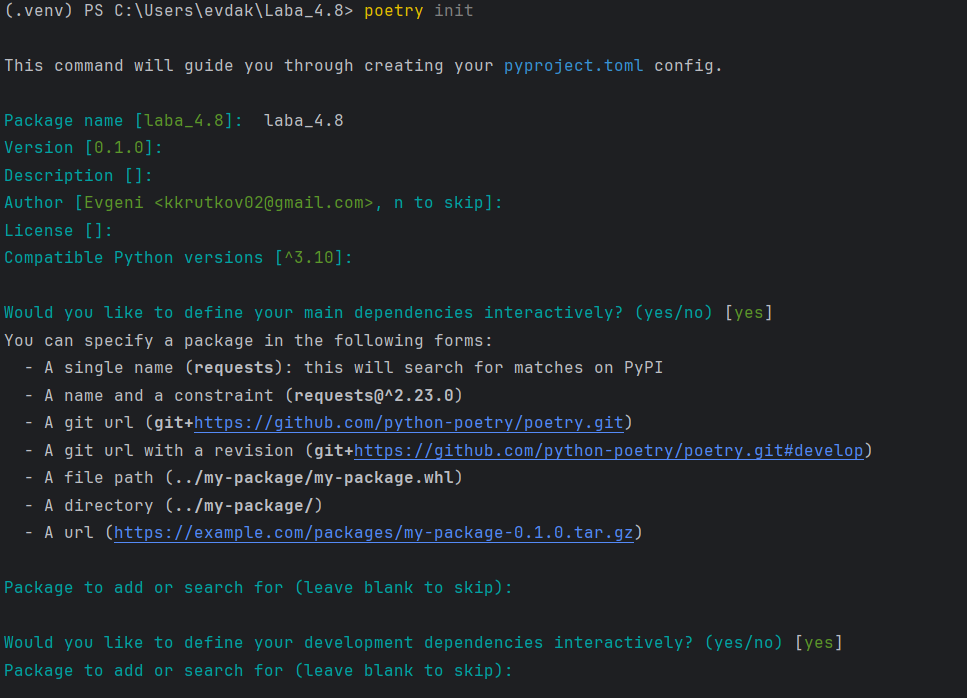 (.venv) PS C:\Users\evdak\Laba_4.8> poetry init
This command will guide you through creating your pyproject.toml config.
Package name [laba_4.8]:  laba_4.8
Version [0.1.0]:
Description []:
Author [Evgeni <kkrutkov02@gmail.com>, n to skip]:
License []:
Compatible Python versions [^3.10]:
Would you like to define your main dependencies interactively? (yes/no) [yes]
You can specify a package in the following forms:
  - A single name (requests): this will search for matches on PyPI
  - A name and a constraint (requests@^2.23.0)
  - A git url (git+https://github.com/python-poetry/poetry.git)
  - A git url with a revision (git+https://github.com/python-poetry/poetry.git#develop)
  - A file path (../my-package/my-package.whl)
  - A directory (../my-package/)
  - A url (https://example.com/packages/my-package-0.1.0.tar.gz)
Package to add or search for (leave blank to skip):
Would you like to define your development dependencies interactively? (yes/no) [yes]
Package to add or search for (leave blank to skip):